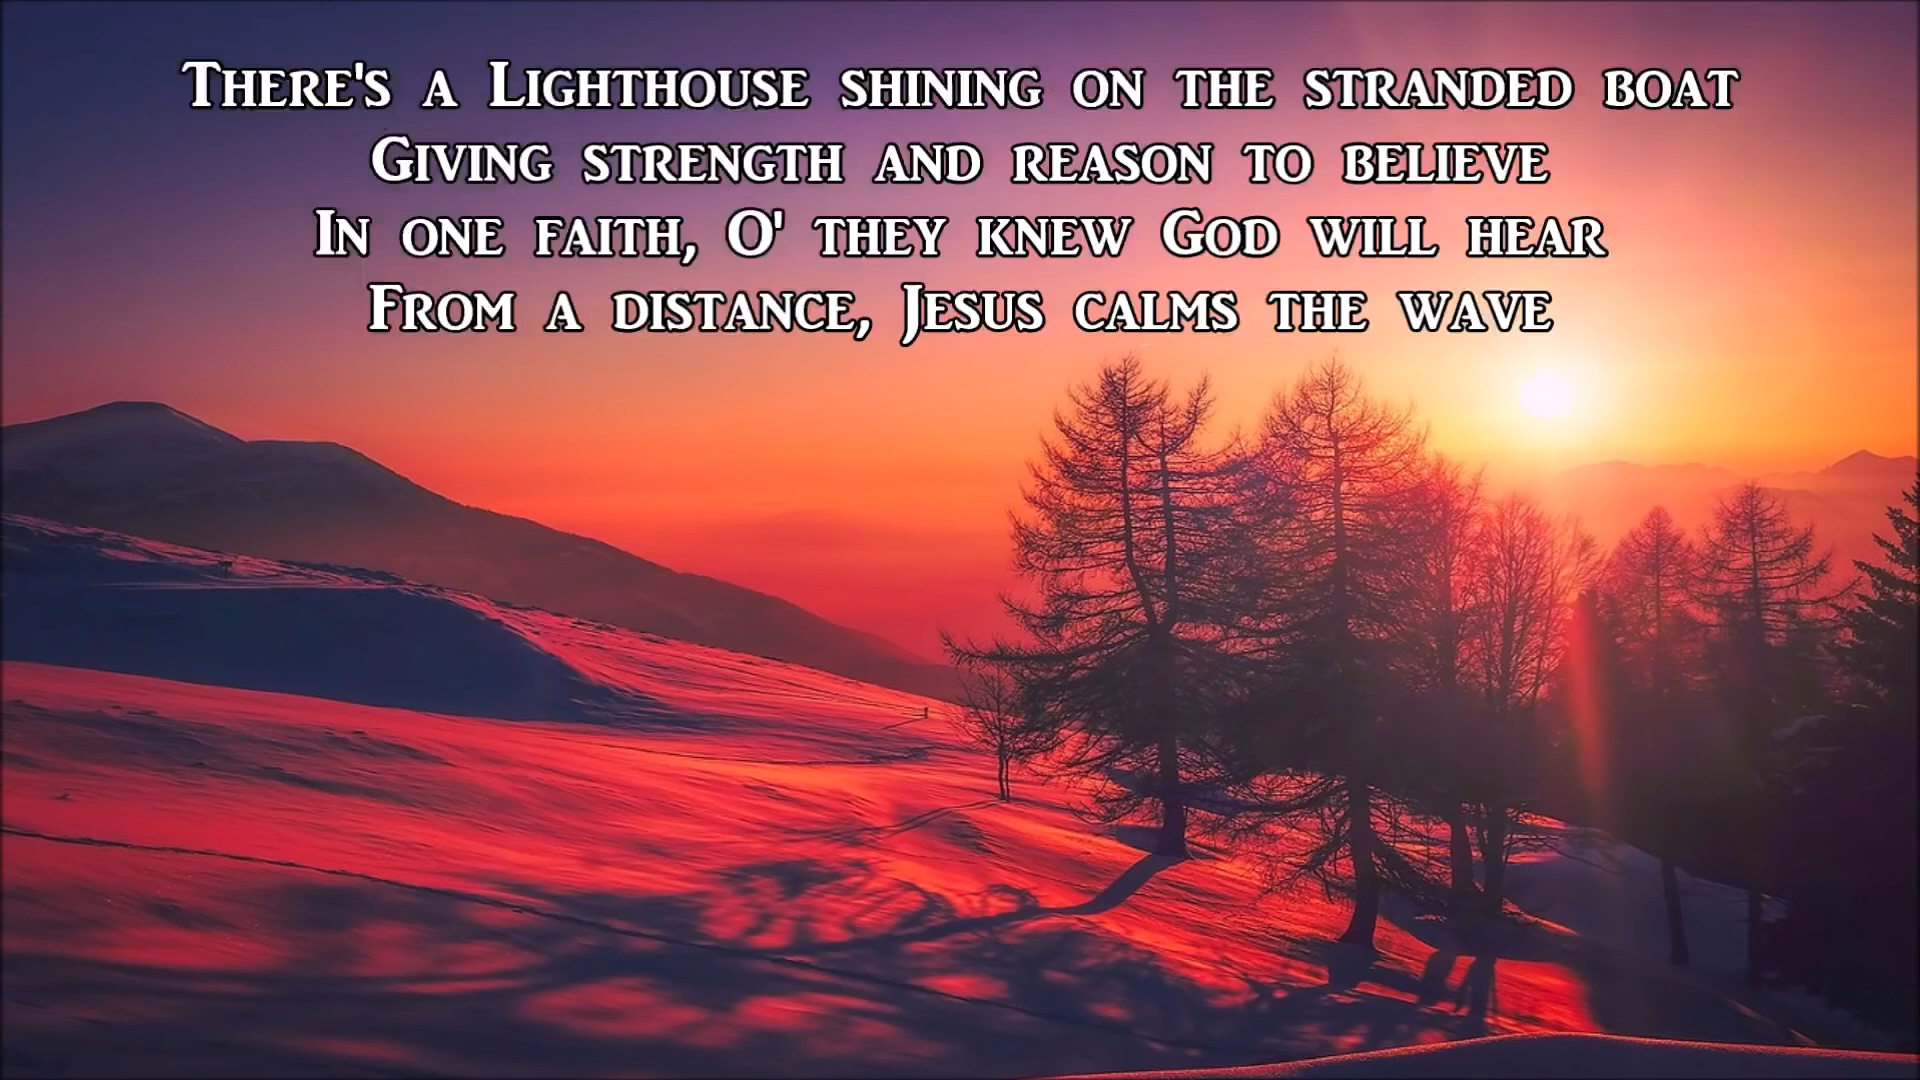 There's a Lighthouse shining on the stranded boat
Giving strength and reason to believe
In one faith, O' they knew God will hear
From a distance, Jesus calms the wave